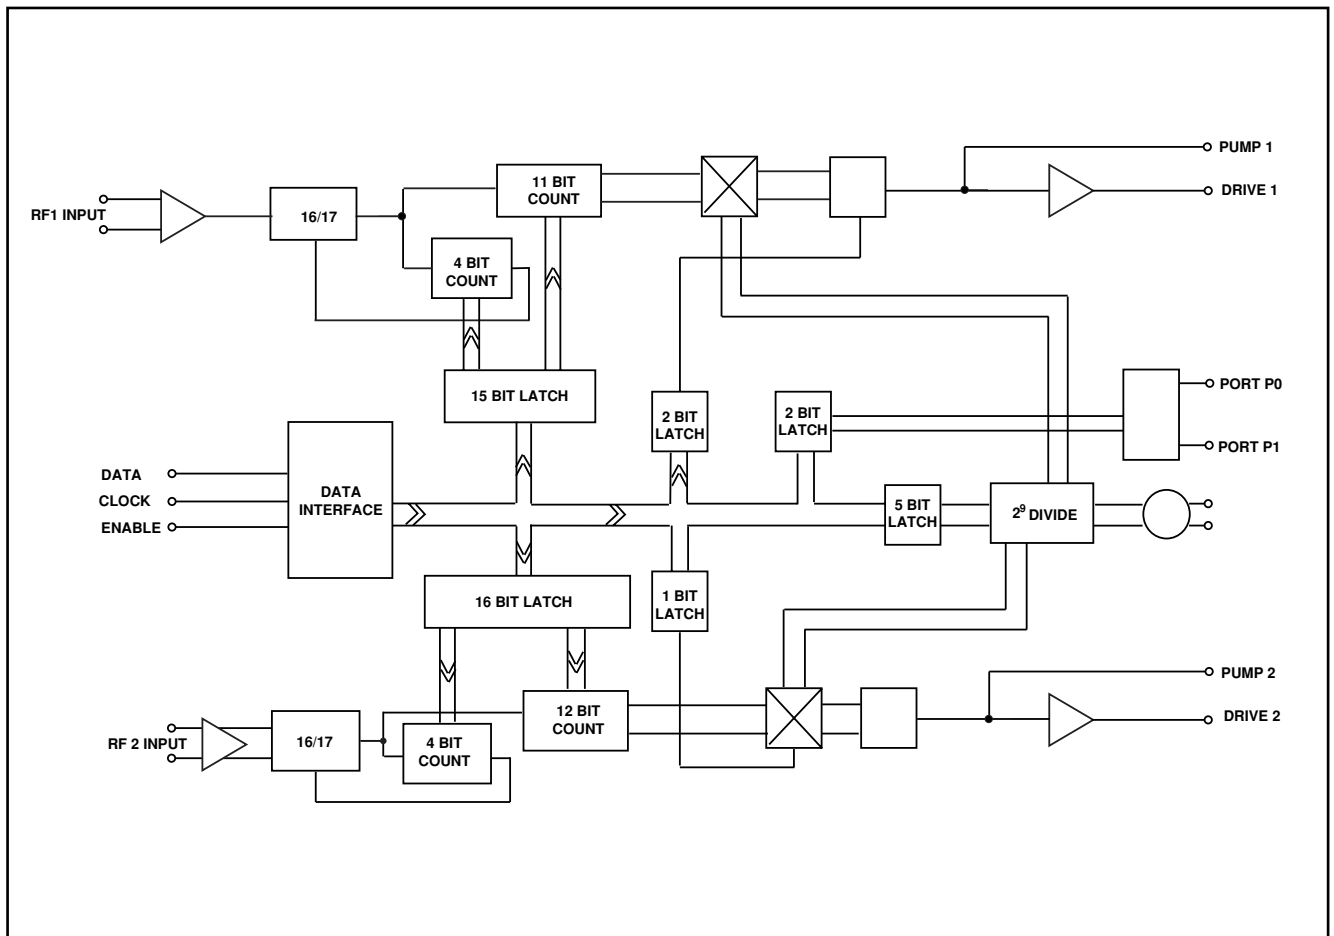 PUMP 1
DRIVE 1
RF1 INPUT
16/17
11 BIT
COUNT
4 BIT
COUNT
15 BIT LATCH
2 BIT
LATCH
2 BIT
LATCH
PORT P0
PORT P1
DATA
CLOCK
ENABLE
DATA
INTERFACE
5 BIT
LATCH
2⁹ DIVIDE
16 BIT LATCH
1 BIT
LATCH
PUMP 2
DRIVE 2
RF 2 INPUT
16/17
4 BIT
COUNT
12 BIT
COUNT